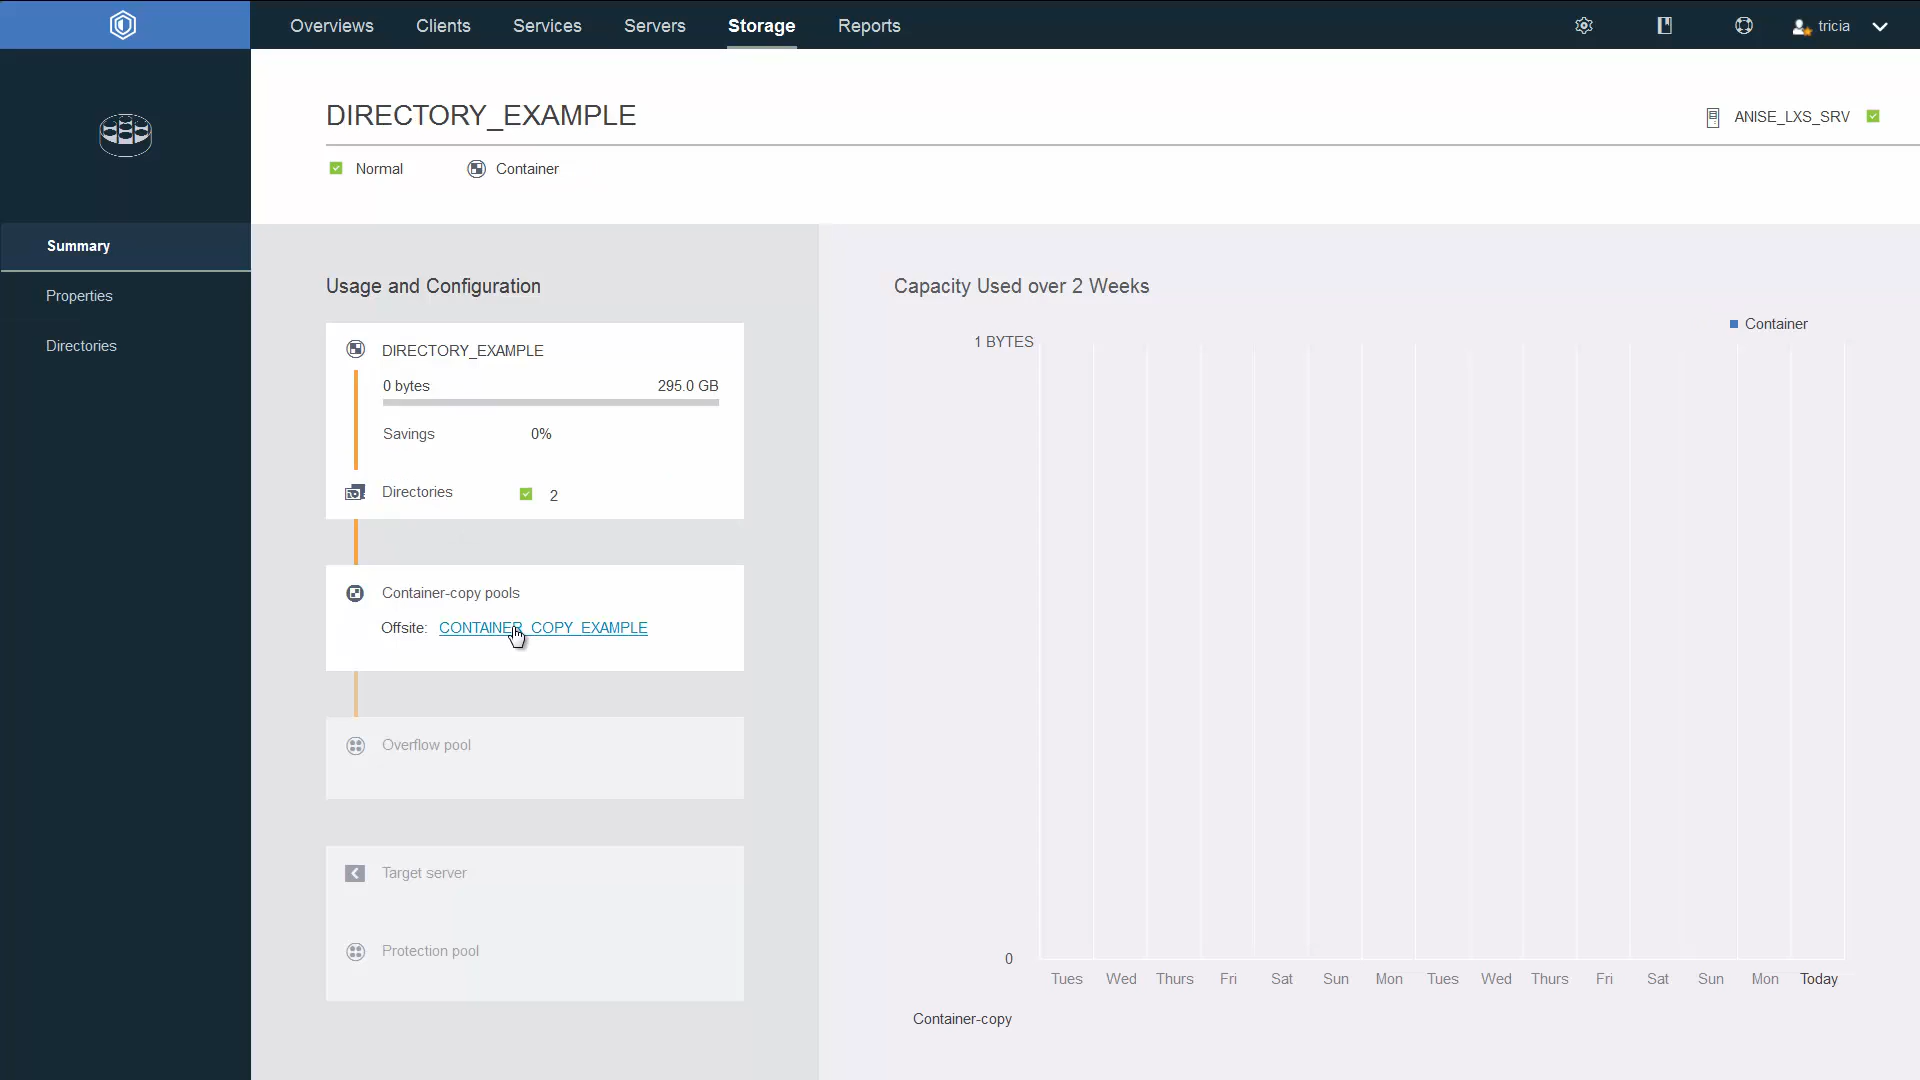 Overviews Clients Services Servers Storage Reports tricia
DIRECTORY_EXAMPLE
ANISE_LXS_SRV
Normal Container
Summary
Properties
Directories
Usage and Configuration
DIRECTORY_EXAMPLE
0 bytes 295.0 GB
Savings 0%
Directories 2
Container-copy pools
Offsite: CONTAINER_COPY_EXAMPLE
Overflow pool
Target server
Protection pool
Capacity Used over 2 Weeks
Container
1 BYTES
0
Tues Wed Thurs Fri Sat Sun Mon Tues Wed Thurs Fri Sat Sun Mon Today
Container-copy